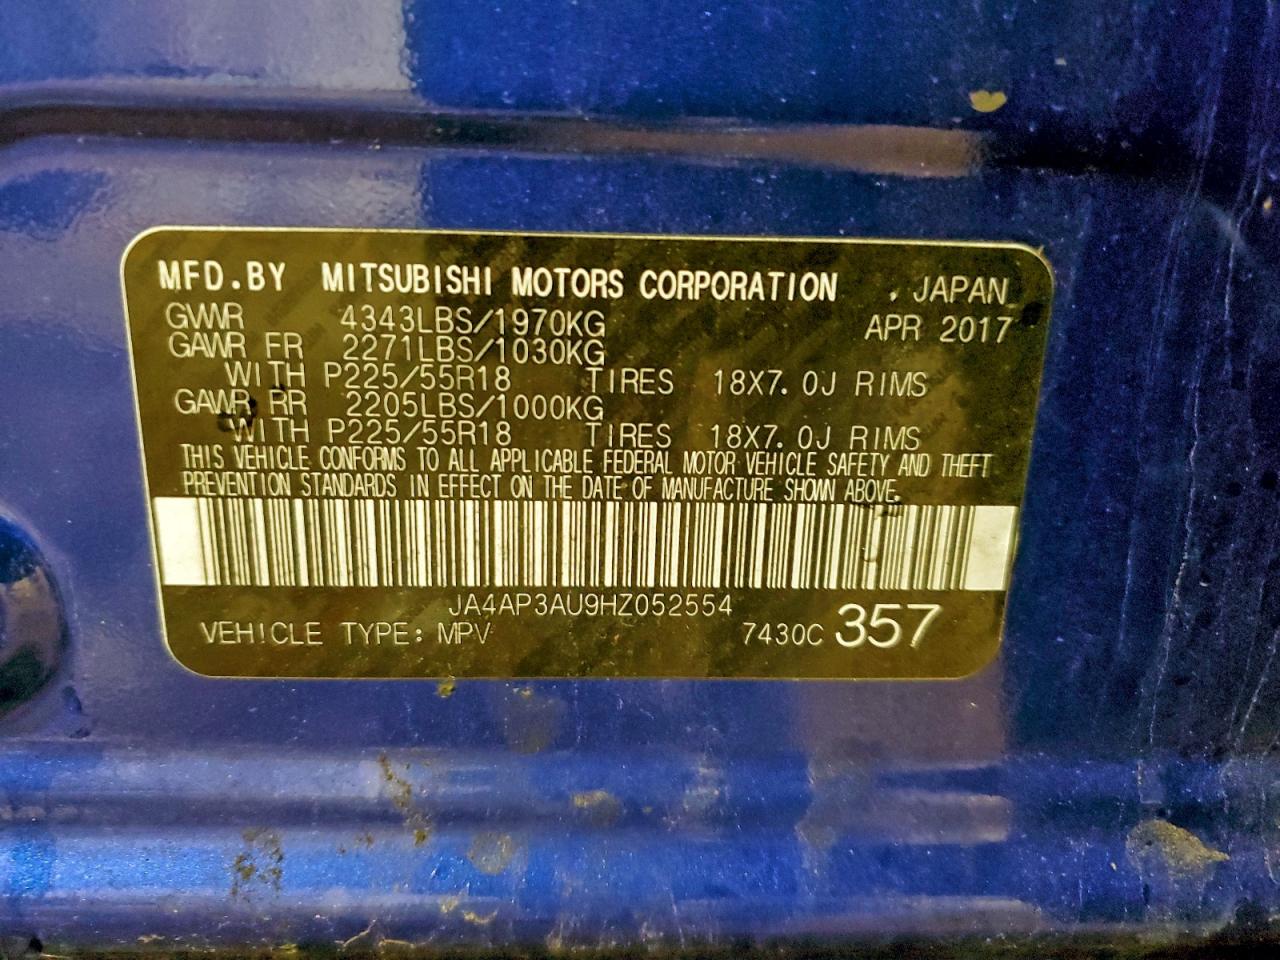 MFD.BY MITSUBISHI MOTORS CORPORATION , JAPAN
GVWR 4343LBS/1970KG APR 2017
GAWR FR 2271LBS/1030KG
WITH P225/55R18 TIRES 18X7.0J RIMS
GAWR RR 2205LBS/1000KG
WITH P225/55R18 TIRES 18X7.0J RIMS
THIS VEHICLE CONFORMS TO ALL APPLICABLE FEDERAL MOTOR VEHICLE SAFETY AND THEFT
PREVENTION STANDARDS IN EFFECT ON THE DATE OF MANUFACTURE SHOWN ABOVE.
JA4AP3AU9HZ052554
VEHICLE TYPE: MPV 7430C 357